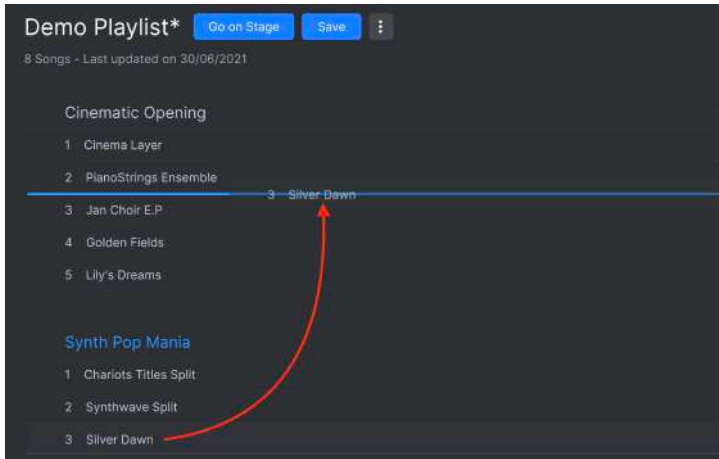 Demo Playlist* Go on Stage Save
8 Songs - Last updated on 30/06/2021
Cinematic Opening
1 Cinema Layer
2 PianoStrings Ensemble
3 Silver Dawn
3 Jan Choir E.P
4 Golden Fields
5 Lily's Dreams
Synth Pop Mania
1 Chariots Titles Split
2 Synthwave Split
3 Silver Dawn